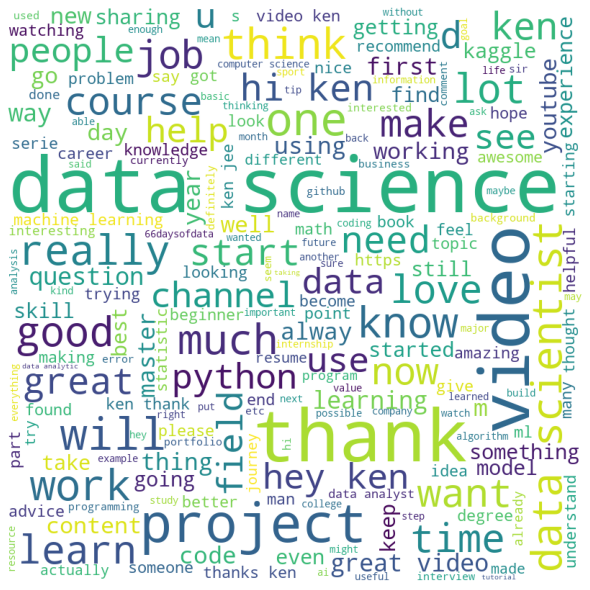 used
enough
s
video ken
goal
without
new
sharing
u
getting
comment
life
sir
watching
mean
computer science
sport
information
recommend
d
ken
people
job
think
first
kaggle
experience
go
problem
say
got
hi ken
nice
youtube
way
done
basic
tip
thinking
interested
ask
lot
course
help
one
make
find
serie
able
month
back
hope
day
look
using
see
career
knowledge
different
business
working
awesome
starting
said
currently
ken jee
github
maybe
data science
year
definitely
machine learning
66daysofdata
name
coding
background
interesting
well
math
book
feel
helpful
really
start
wanted
future
another
sure
need
topic
may
analysis
question
looking
seem
taking
data
https
still
video
scientist
kind
trying
channel
important
become
love
skill
best
beginner
alway
point
know
many thought
good
making
error
statistic
master
much
internship
resume
started
amazing
major
everything
data analytic
python
use
program
now
give
learned
build
great
found
ken thank
end
value
possible
company
watch
try
right
put
etc
next
learning
m
ml
algorithm
something
will
hey
portfolio
field
thank
hey ken
idea
model
part
example
please
journey
data scientist
work
take
thing
going
man
data analyst
want
understand
advice
programming
study
better
college
step
keep
degree
already
content
project
code
even
time
resource
learn
actually
someone
thanks ken
might
ai
useful
great video
interview
tutorial
made
hi